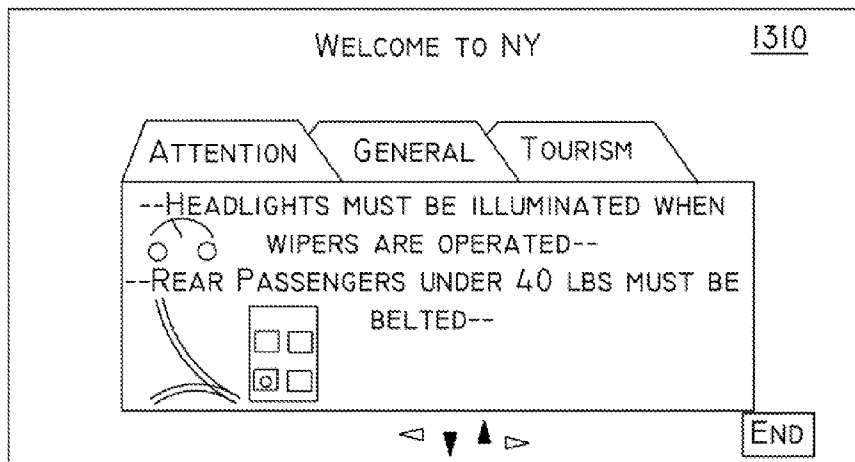 WELCOME TO NY
1310
ATTENTION
GENERAL
TOURISM
--HEADLIGHTS MUST BE ILLUMINATED WHEN
WIPERS ARE OPERATED--
--REAR PASSENGERS UNDER 40 LBS MUST BE
BELTED--
END